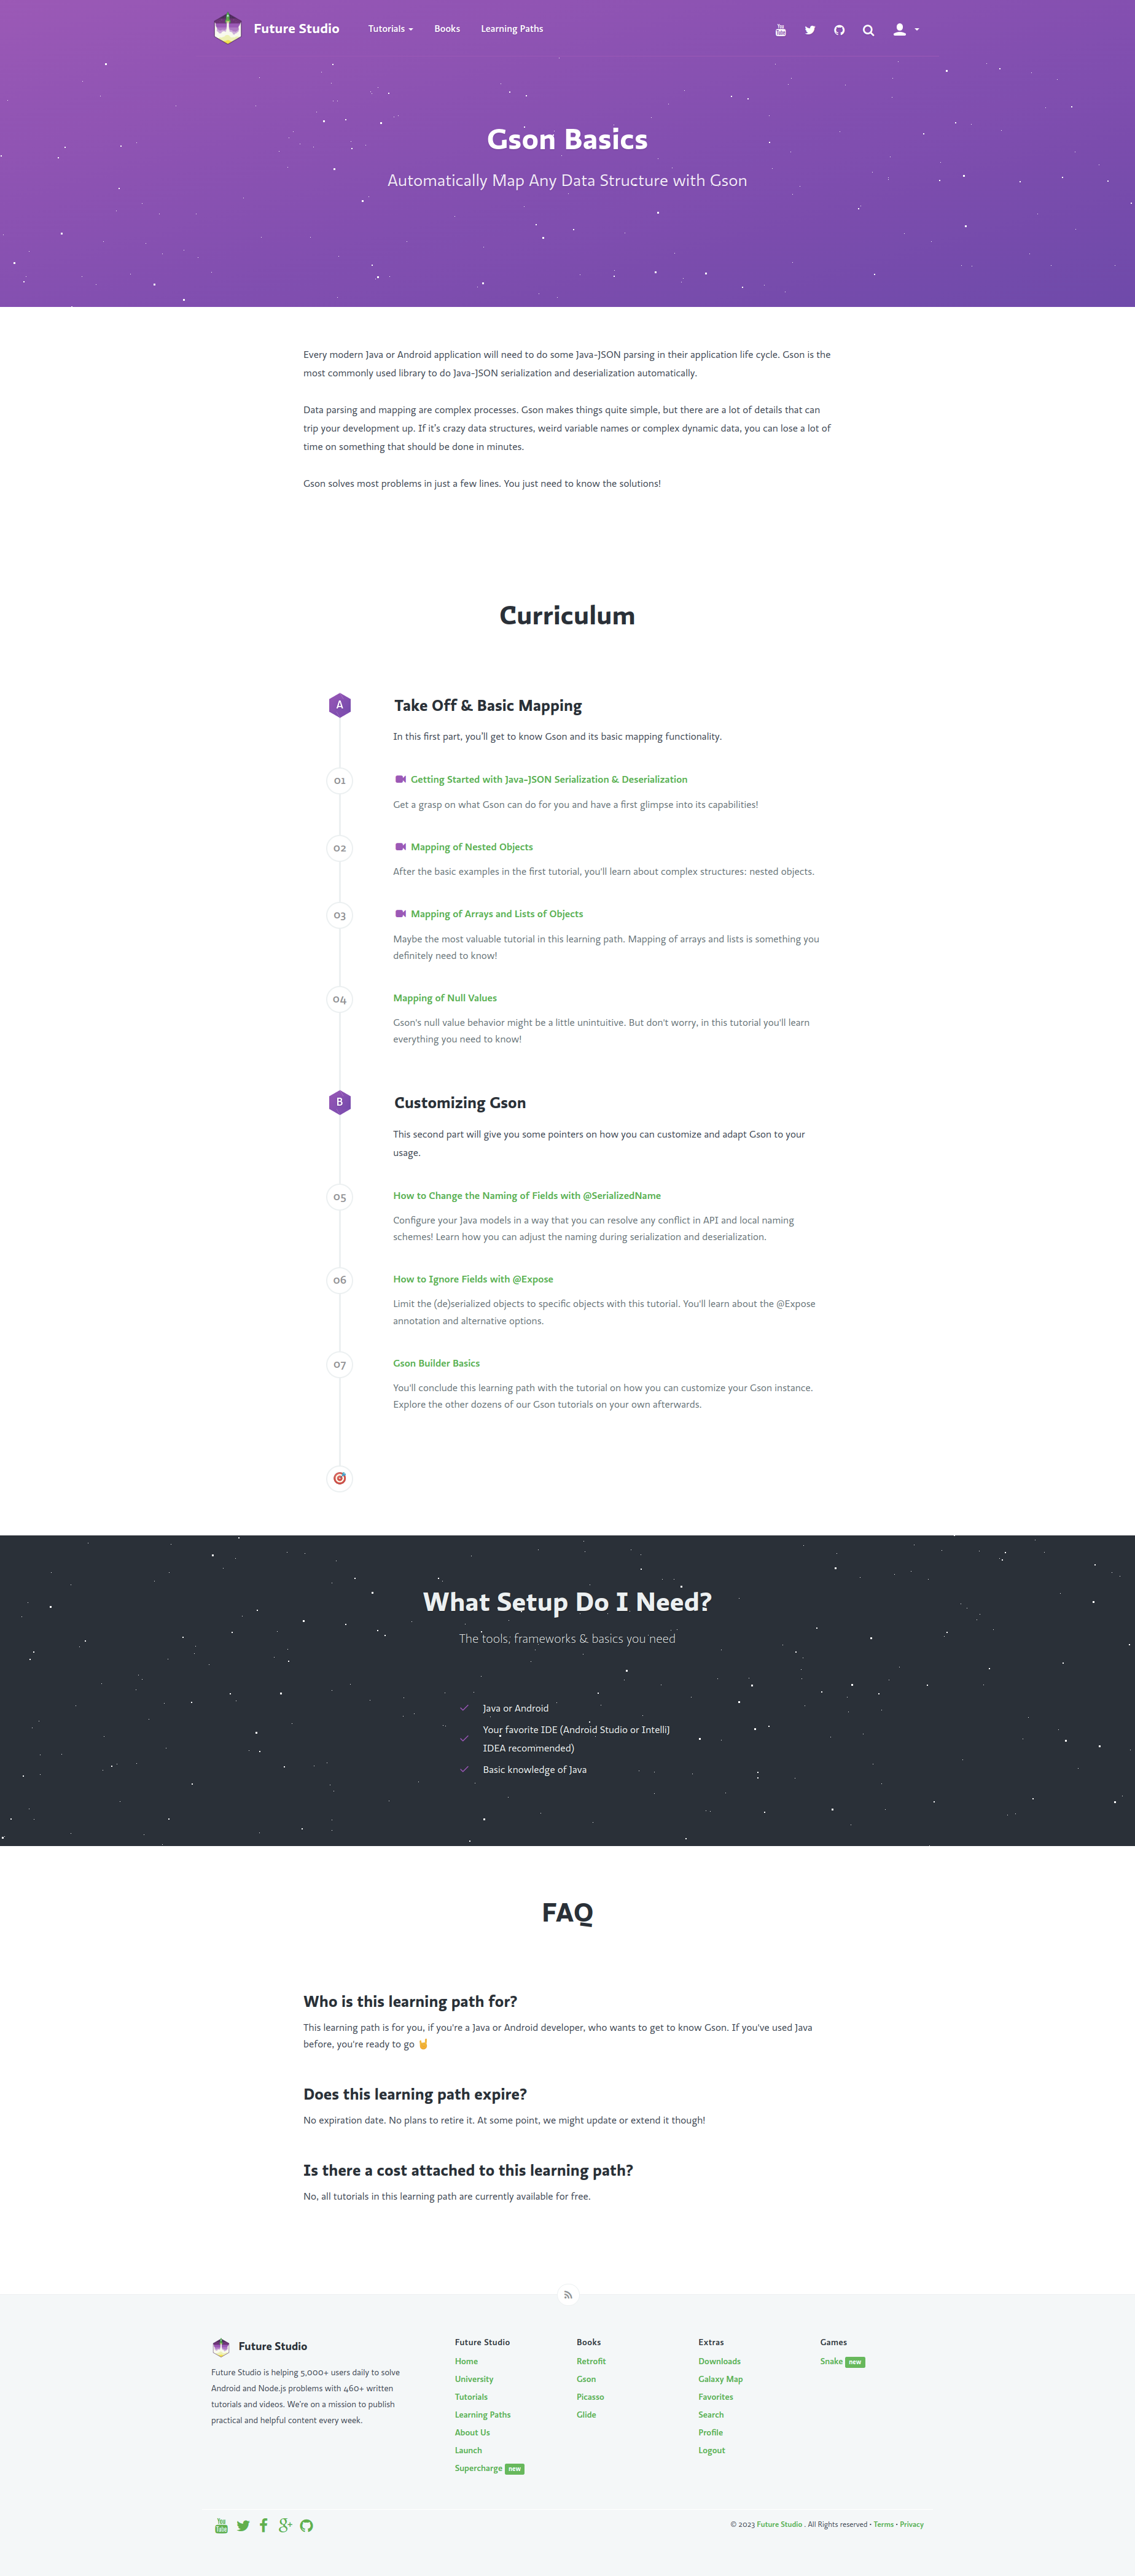 Future Studio
Tutorials
Books
Learning Paths
Gson Basics
Automatically Map Any Data Structure with Gson
Every modern Java or Android application will need to do some Java-JSON parsing in their application life cycle. Gson is the
most commonly used library to do Java-JSON serialization and deserialization automatically.
Data parsing and mapping are complex processes. Gson makes things quite simple, but there are a lot of details that can
trip your development up. If it's crazy data structures, weird variable names or complex dynamic data, you can lose a lot of
time on something that should be done in minutes.
Gson solves most problems in just a few lines. You just need to know the solutions!
Curriculum
A
Take Off & Basic Mapping
In this first part, you'll get to know Gson and its basic mapping functionality.
01
Getting Started with Java-JSON Serialization & Deserialization
Get a grasp on what Gson can do for you and have a first glimpse into its capabilities!
02
Mapping of Nested Objects
After the basic examples in the first tutorial, you'll learn about complex structures: nested objects.
03
Mapping of Arrays and Lists of Objects
Maybe the most valuable tutorial in this learning path. Mapping of arrays and lists is something you
definitely need to know!
04
Mapping of Null Values
Gson's null value behavior might be a little unintuitive. But don't worry, in this tutorial you'll learn
everything you need to know!
B
Customizing Gson
This second part will give you some pointers on how you can customize and adapt Gson to your
usage.
05
How to Change the Naming of Fields with @SerializedName
Configure your Java models in a way that you can resolve any conflict in API and local naming
schemes! Learn how you can adjust the naming during serialization and deserialization.
06
How to Ignore Fields with @Expose
Limit the (de)serialized objects to specific objects with this tutorial. You'll learn about the @Expose
annotation and alternative options.
07
Gson Builder Basics
You'll conclude this learning path with the tutorial on how you can customize your Gson instance.
Explore the other dozens of our Gson tutorials on your own afterwards.
What Setup Do I Need?
The tools, frameworks & basics you need
Java or Android
Your favorite IDE (Android Studio or IntelliJ
IDEA recommended)
Basic knowledge of Java
FAQ
Who is this learning path for?
This learning path is for you, if you're a Java or Android developer, who wants to get to know Gson. If you've used Java
before, you're ready to go 🤘
Does this learning path expire?
No expiration date. No plans to retire it. At some point, we might update or extend it though!
Is there a cost attached to this learning path?
No, all tutorials in this learning path are currently available for free.
Future Studio
Future Studio is helping 5,000+ users daily to solve
Android and Node.js problems with 460+ written
tutorials and videos. We're on a mission to publish
practical and helpful content every week.
Future Studio
Home
University
Tutorials
Learning Paths
About Us
Launch
Supercharge new
Books
Retrofit
Gson
Picasso
Glide
Extras
Downloads
Galaxy Map
Favorites
Search
Profile
Logout
Games
Snake new
© 2023 Future Studio . All Rights reserved • Terms • Privacy